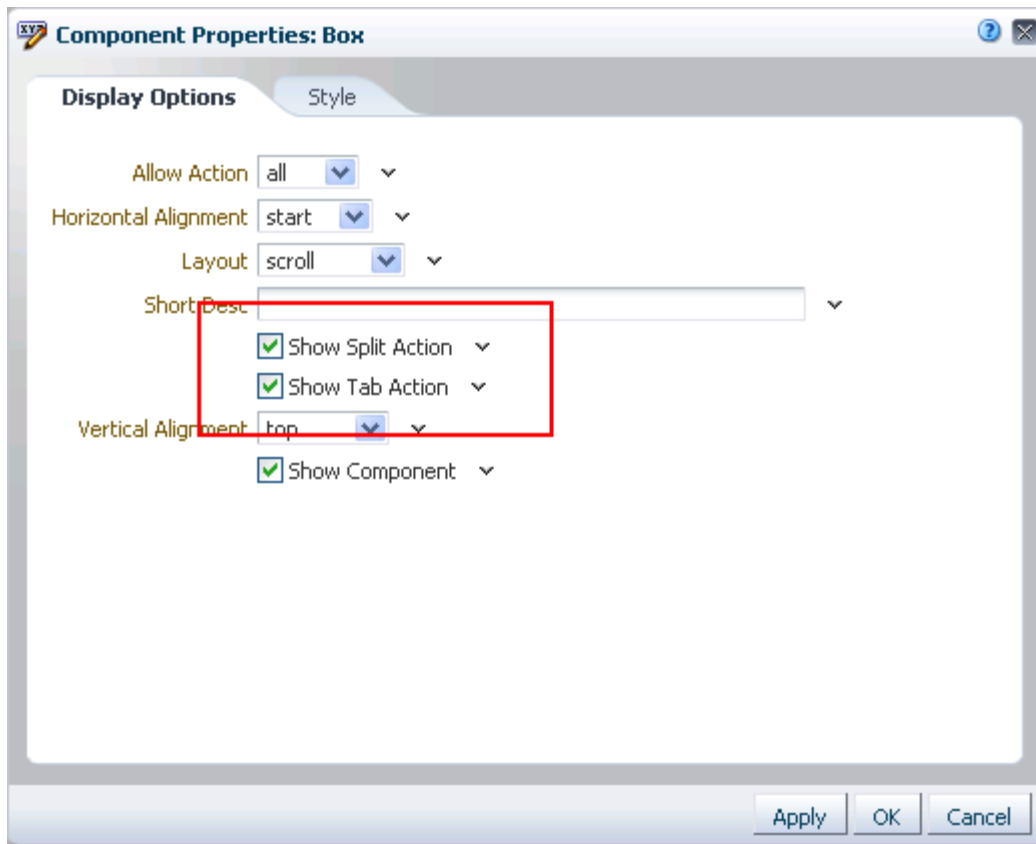 Component Properties: Box
Display Options Style
Allow Action all
Horizontal Alignment start
Layout scroll
Short Desc
Show Split Action
Show Tab Action
Vertical Alignment top
Show Component
Apply OK Cancel